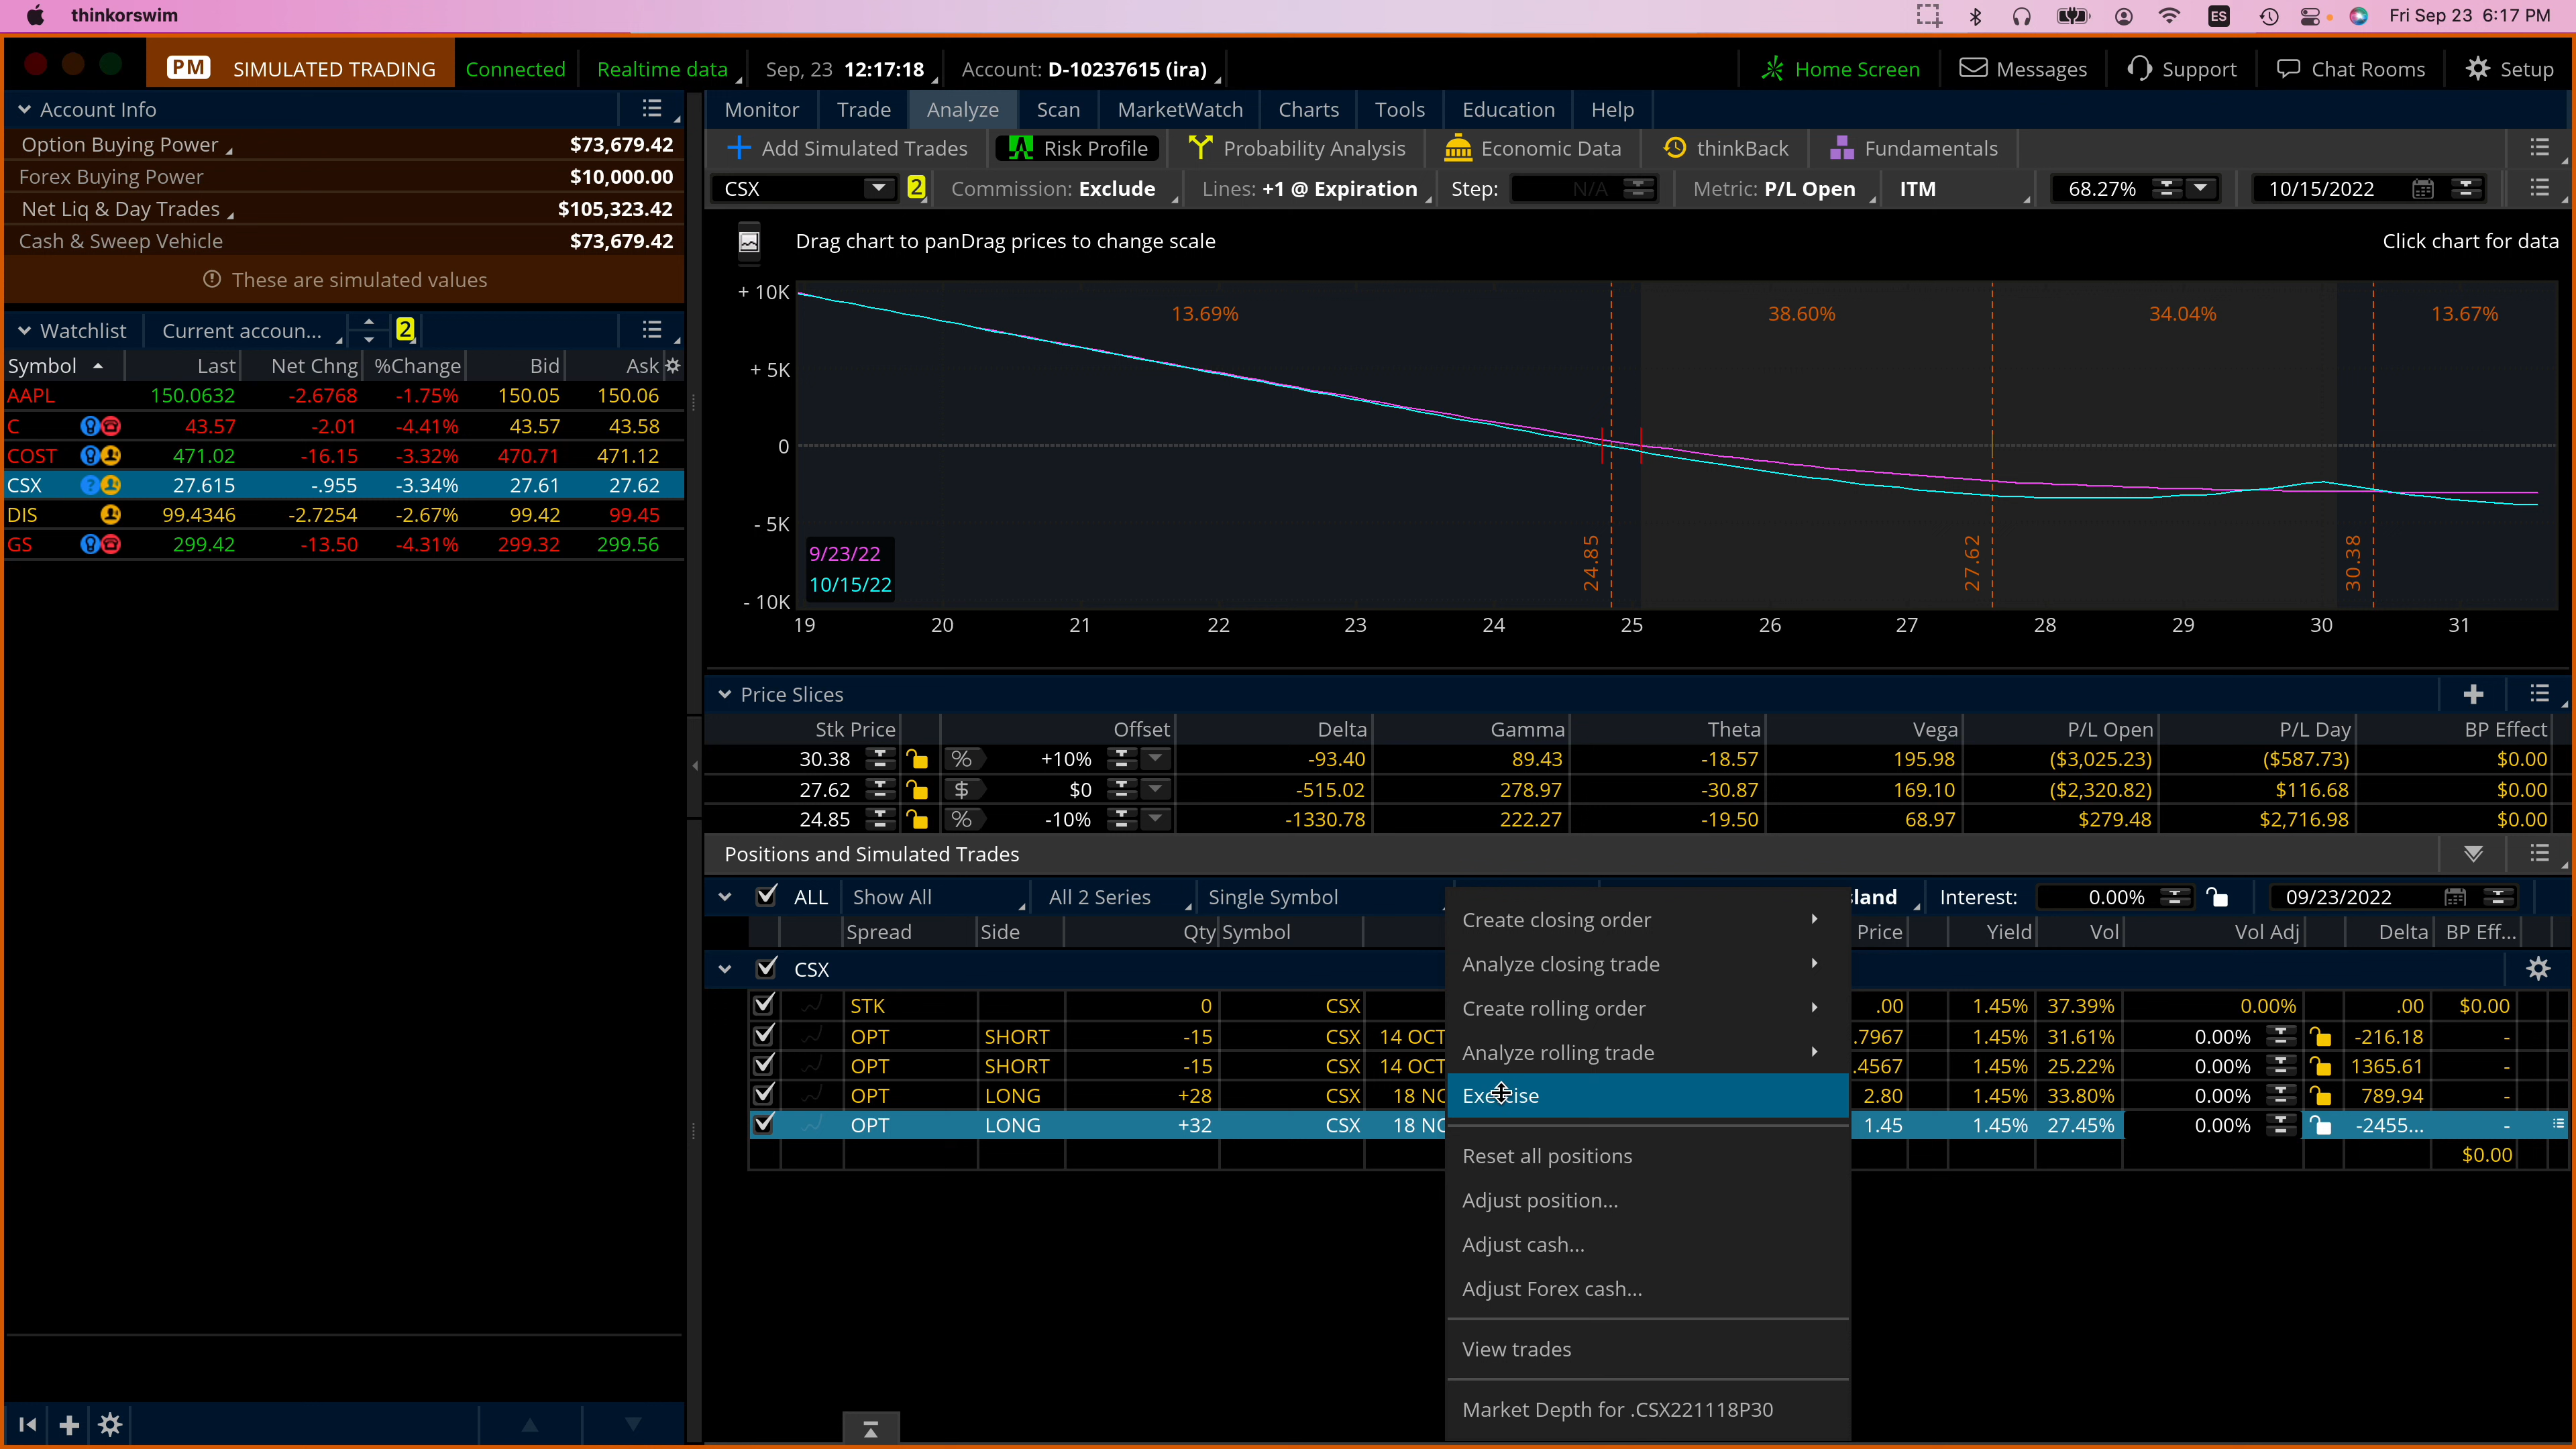 thinkorswim
ES
Fri Sep 23 6:17 PM
PM SIMULATED TRADING Connected Realtime data Sep, 23 12:17:18 Account: D-10237615 (ira) Home Screen Messages Support Chat Rooms Setup
Account Info
Option Buying Power $73,679.42
Forex Buying Power $10,000.00
Net Liq & Day Trades $105,323.42
Cash & Sweep Vehicle $73,679.42
These are simulated values
Watchlist Current accoun... 2
Symbol Last Net Chng %Change Bid Ask
AAPL 150.0632 -2.6768 -1.75% 150.05 150.06
C 43.57 -2.01 -4.41% 43.57 43.58
COST 471.02 -16.15 -3.32% 470.71 471.12
CSX 27.615 -.955 -3.34% 27.61 27.62
DIS 99.4346 -2.7254 -2.67% 99.42 99.45
GS 299.42 -13.50 -4.31% 299.32 299.56
Monitor Trade Analyze Scan MarketWatch Charts Tools Education Help
Add Simulated Trades Risk Profile Probability Analysis Economic Data thinkBack Fundamentals
CSX 2 Commission: Exclude Lines: +1 @ Expiration Step: N/A Metric: P/L Open ITM 68.27% 10/15/2022
Drag chart to panDrag prices to change scale Click chart for data
+ 10K
+ 5K
0
- 5K
- 10K
13.69% 38.60% 34.04% 13.67%
24.85 27.62 30.38
9/23/22
10/15/22
19 20 21 22 23 24 25 26 27 28 29 30 31
Price Slices
Stk Price Offset Delta Gamma Theta Vega P/L Open P/L Day BP Effect
30.38 % +10% -93.40 89.43 -18.57 195.98 ($3,025.23) ($587.73) $0.00
27.62 $ $0 -515.02 278.97 -30.87 169.10 ($2,320.82) $116.68 $0.00
24.85 % -10% -1330.78 222.27 -19.50 68.97 $279.48 $2,716.98 $0.00
Positions and Simulated Trades
ALL Show All All 2 Series Single Symbol land Interest: 0.00% 09/23/2022
Spread Side Qty Symbol Price Yield Vol Vol Adj Delta BP Eff...
CSX
STK 0 CSX .00 1.45% 37.39% 0.00% .00 $0.00
OPT SHORT -15 CSX 14 OCT .7967 1.45% 31.61% 0.00% -216.18 -
OPT SHORT -15 CSX 14 OCT .4567 1.45% 25.22% 0.00% 1365.61 -
OPT LONG +28 CSX 18 NO 2.80 1.45% 33.80% 0.00% 789.94 -
OPT LONG +32 CSX 18 NO 1.45 1.45% 27.45% 0.00% -2455... -
$0.00
Create closing order
Analyze closing trade
Create rolling order
Analyze rolling trade
Exercise
Reset all positions
Adjust position...
Adjust cash...
Adjust Forex cash...
View trades
Market Depth for .CSX221118P30